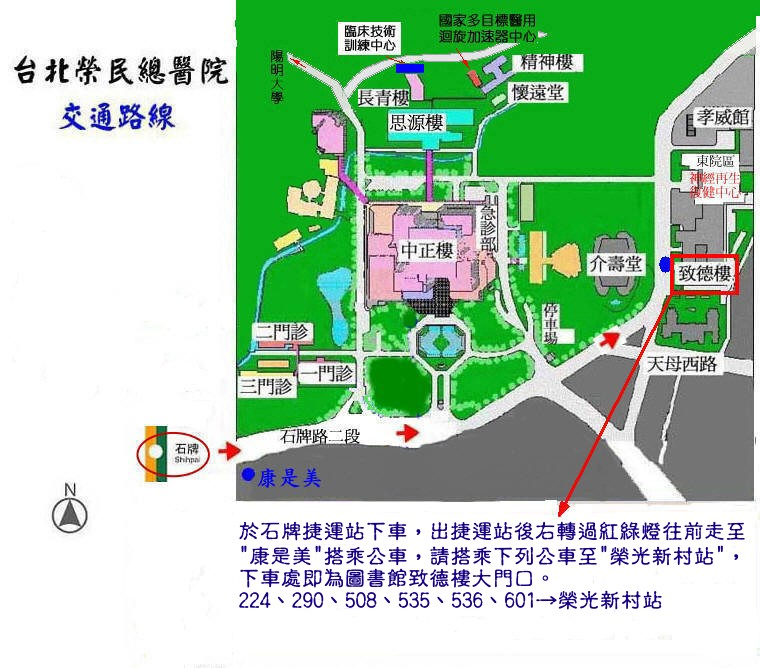 台北榮民總醫院
交通路線
國家多目標醫用
迴旋加速器中心
臨床技術
訓練中心
陽明大學
精神樓
長青樓
懷遠堂
思源樓
孝威館
東院區
神經再生
復健中心
急診部
中正樓
介壽堂
致德樓
停車場
二門診
一門診
三門診
天母西路
石牌路二段
石牌
Shihpai
康是美
N
於石牌捷運站下車，出捷運站後右轉過紅綠燈往前走至
"康是美"搭乘公車，請搭乘下列公車至"榮光新村站"，
下車處即為圖書館致德樓大門口。
224、290、508、535、536、601→榮光新村站